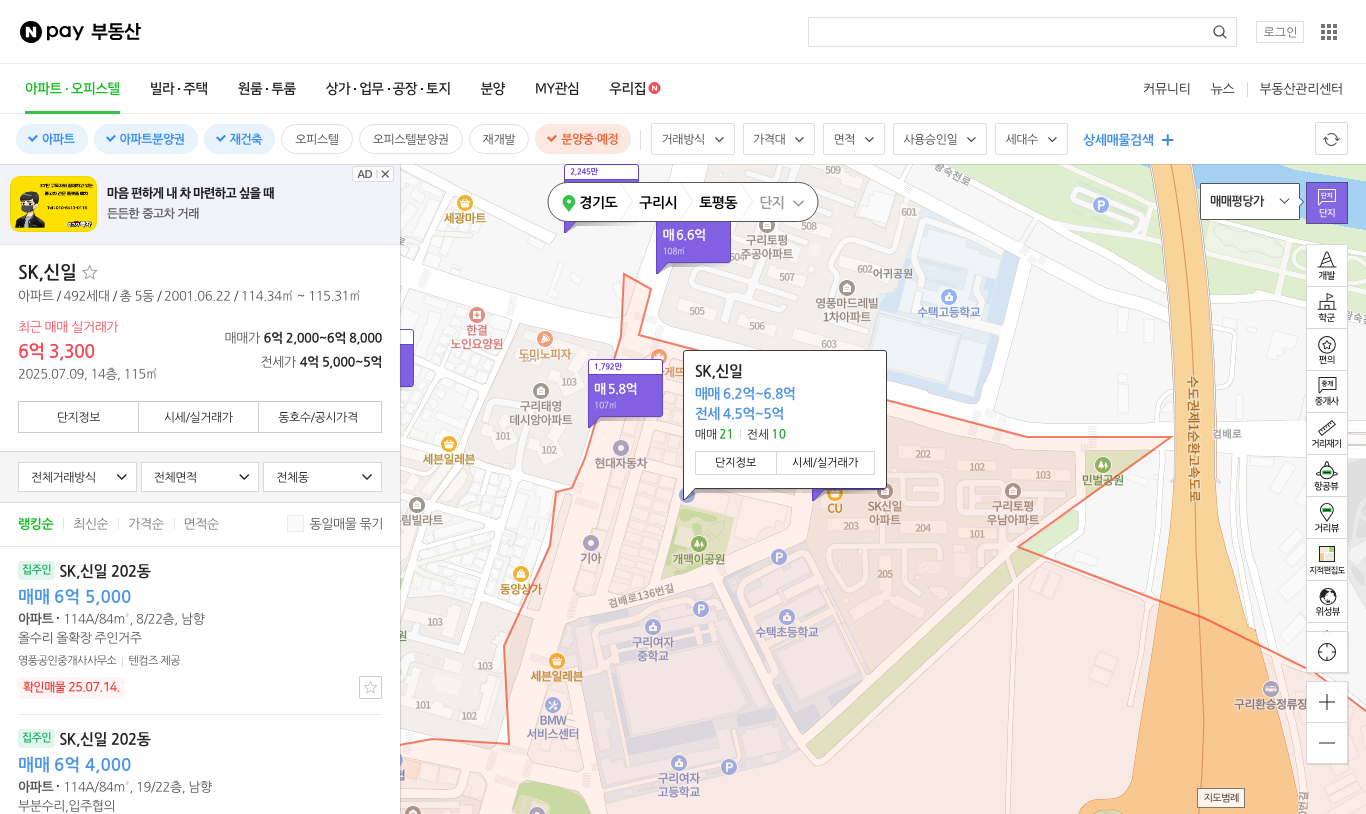 N pay 부동산
로그인
아파트 · 오피스텔
빌라 · 주택
원룸 · 투룸
상가 · 업무 · 공장 · 토지
분양
MY관심
우리집 N
커뮤니티
뉴스
부동산관리센터
아파트
아파트분양권
재건축
오피스텔
오피스텔분양권
재개발
분양중·예정
거래방식
가격대
면적
사용승인일
세대수
상세매물검색
AD
마음 편하게 내 차 마련하고 싶을 때
든든한 중고차 거래
SK,신일
아파트 / 492세대 / 총 5동 / 2001.06.22 / 114.34㎡ ~ 115.31㎡
최근 매매 실거래가
6억 3,300
2025.07.09, 14층, 115㎡
매매가 6억 2,000~6억 8,000
전세가 4억 5,000~5억
단지정보
시세/실거래가
동호수/공시가격
전체거래방식
전체면적
전체동
랭킹순
최신순
가격순
면적순
동일매물 묶기
집주인 SK,신일 202동
매매 6억 5,000
아파트 · 114A/84m², 8/22층, 남향
올수리 올확장 주인거주
영풍공인중개사사무소
텐컴즈 제공
확인매물 25.07.14.
집주인 SK,신일 202동
매매 6억 4,000
아파트 · 114A/84m², 19/22층, 남향
부분수리,입주협의
경기도
구리시
토평동
단지
2,245만
매 6.6억
108㎡
1,792만
매 5.8억
107㎡
SK,신일
매매 6.2억~6.8억
전세 4.5억~5억
매매 21
전세 10
단지정보
시세/실거래가
매매평당가
단지
단지
개발
학군
편의
중개
중개사
거리재기
항공뷰
거리뷰
지적편집도
위성뷰
지도범례
세광마트
왕숙천로
P
601
508
구리토평
주공아파트
504
507
602
어귀공원
영풍마드레빌
1차아파트
수택고등학교
505
506
603
한결
노인요양원
도미노피자
103
구리태영
데시앙아파트
101
102
세븐일레븐
현대자동차
림빌라트
기아
개맥이공원
동양상가
검배로136번길
103
103
101
102
세븐일레븐
BMW
서비스센터
P
구리여자
중학교
수택초등학교
P
구리여자
고등학교
P
CU
SK신일
아파트
202
201
203
204
205
구리토평
우남아파트
103
102
101
민벌공원
검배로
수도권제1순환고속도로
구리환승정류장